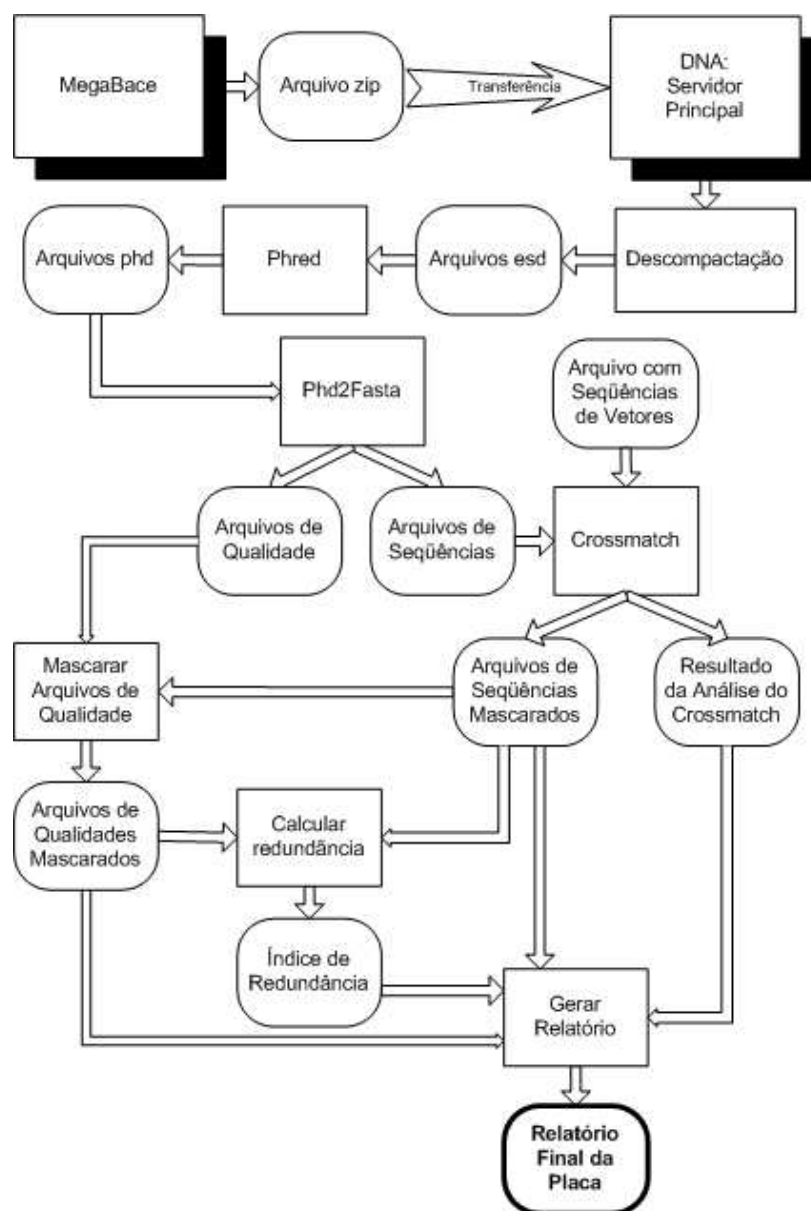 MegaBace
Arquivo zip
Transferência
DNA:
Servidor
Principal
Arquivos phd
Phred
Arquivos esd
Descompactação
Phd2Fasta
Arquivo com
Seqüências
de Vetores
Arquivos de
Qualidade
Arquivos de
Seqüências
Crossmatch
Mascarar
Arquivos de
Qualidade
Arquivos de
Seqüências
Mascarados
Resultado
da Análise do
Crossmatch
Arquivos de
Qualidades
Mascarados
Calcular
redundância
Índice de
Redundância
Gerar
Relatório
Relatório
Final da
Placa